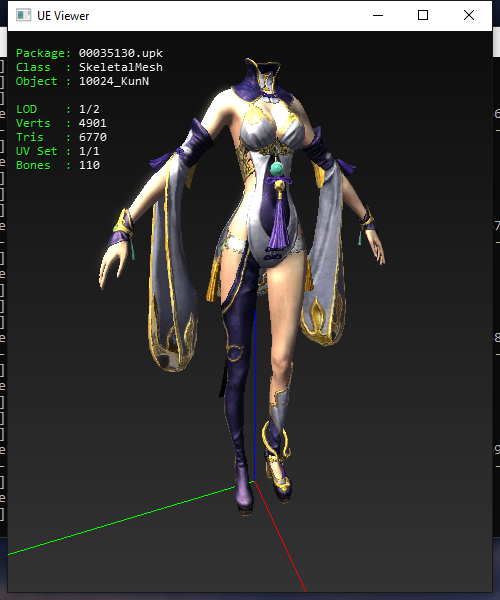 UE Viewer
Package: 00035130.upk
Class : SkeletalMesh
Object : 10024_KunN
LOD : 1/2
Verts : 4901
Tris : 6770
UV Set : 1/1
Bones : 110